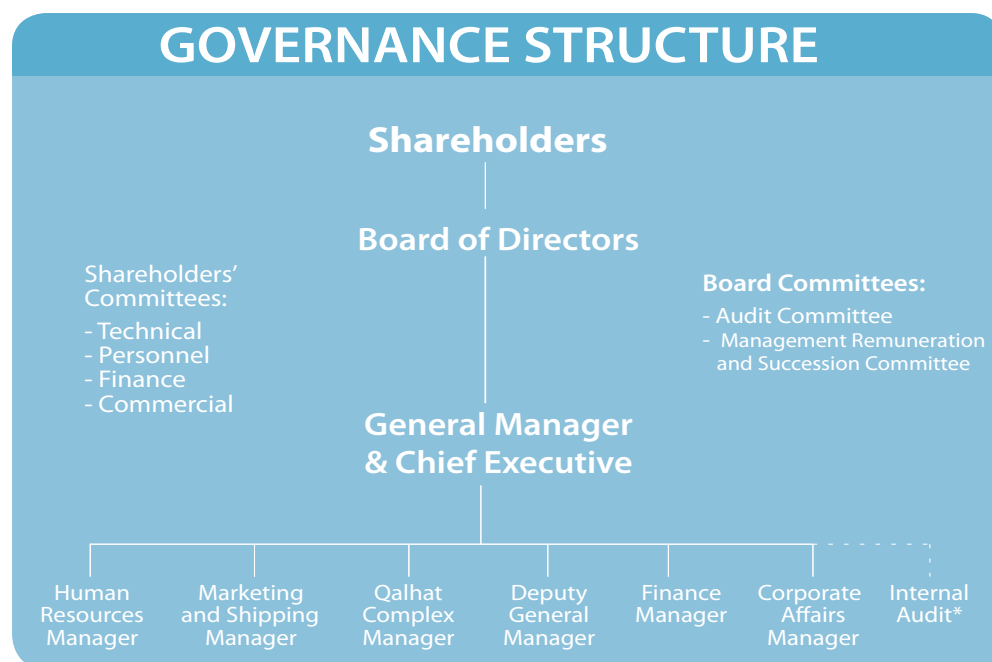 GOVERNANCE STRUCTURE
Shareholders
Board of Directors
Shareholders’
Committees:
- Technical
- Personnel
- Finance
- Commercial
Board Committees:
- Audit Committee
- Management Remuneration
and Succession Committee
General Manager
& Chief Executive
Human
Resources
Manager
Marketing
and Shipping
Manager
Qalhat
Complex
Manager
Deputy
General
Manager
Finance
Manager
Corporate
Affairs
Manager
Internal
Audit*